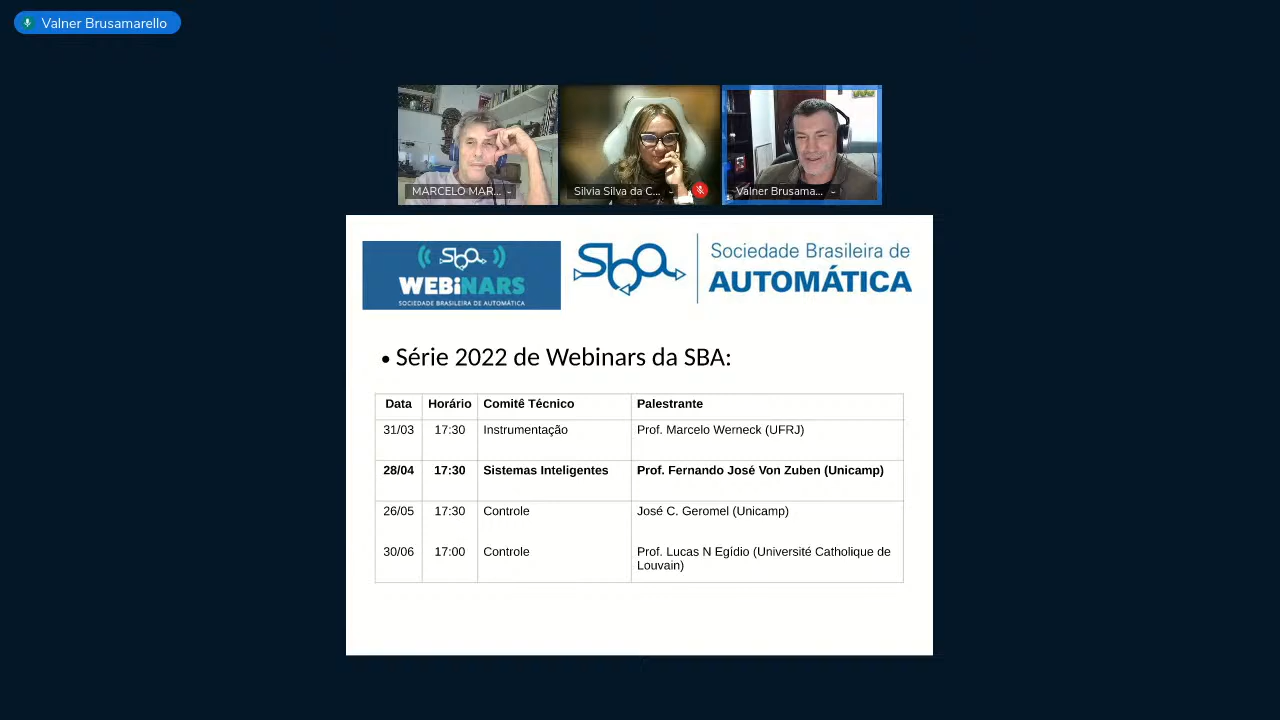 Valner Brusamarello
MARCELO MAR...
Silvia Silva da C...
Valner Brusama...
sba
WEBiNARS
SOCIEDADE BRASILEIRA DE AUTOMÁTICA
sba
Sociedade Brasileira de
AUTOMÁTICA
• Série 2022 de Webinars da SBA:
Data Horário Comitê Técnico Palestrante
31/03 17:30 Instrumentação Prof. Marcelo Werneck (UFRJ)
28/04 17:30 Sistemas Inteligentes Prof. Fernando José Von Zuben (Unicamp)
26/05 17:30 Controle José C. Geromel (Unicamp)
30/06 17:00 Controle Prof. Lucas N Egídio (Université Catholique de
Louvain)